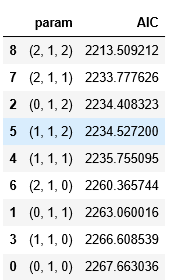 param AIC
8 (2, 1, 2) 2213.509212
7 (2, 1, 1) 2233.777626
2 (0, 1, 2) 2234.408323
5 (1, 1, 2) 2234.527200
4 (1, 1, 1) 2235.755095
6 (2, 1, 0) 2260.365744
1 (0, 1, 1) 2263.060016
3 (1, 1, 0) 2266.608539
0 (0, 1, 0) 2267.663036